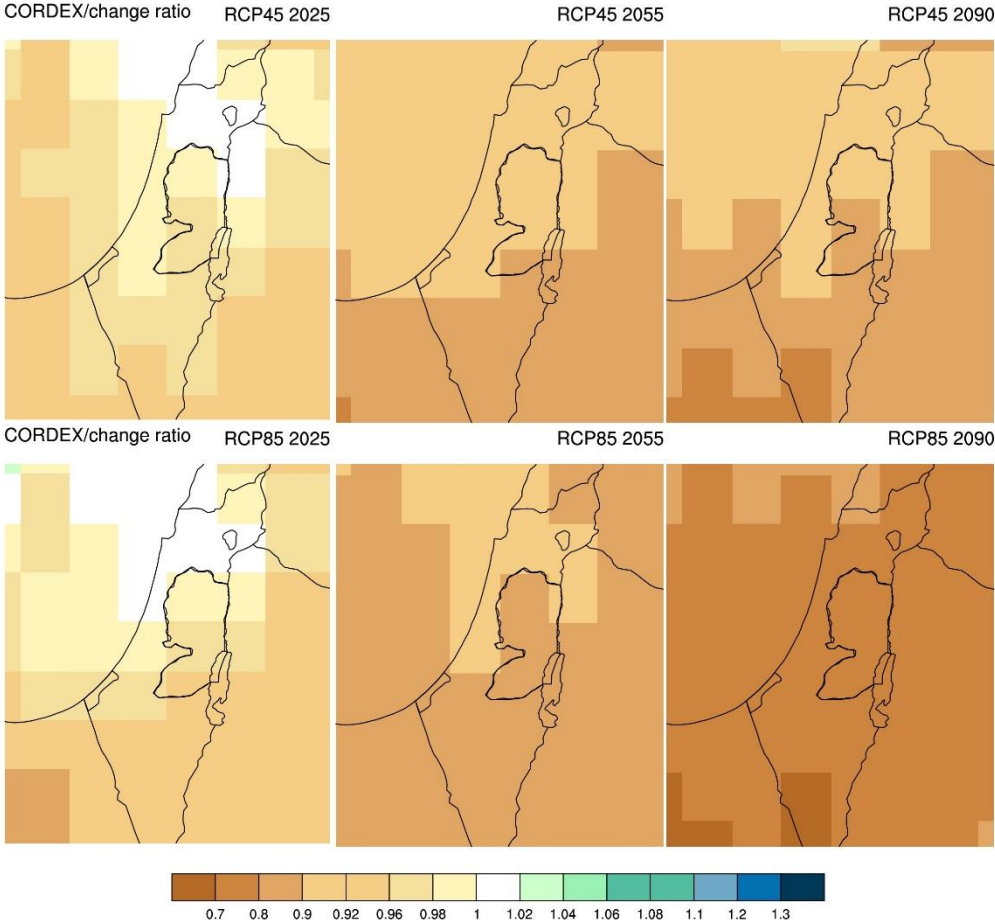 CORDEX/change ratio RCP45 2025 RCP45 2055 RCP45 2090
CORDEX/change ratio RCP85 2025 RCP85 2055 RCP85 2090
0.7 0.8 0.9 0.92 0.96 0.98 1 1.02 1.04 1.06 1.08 1.1 1.2 1.3